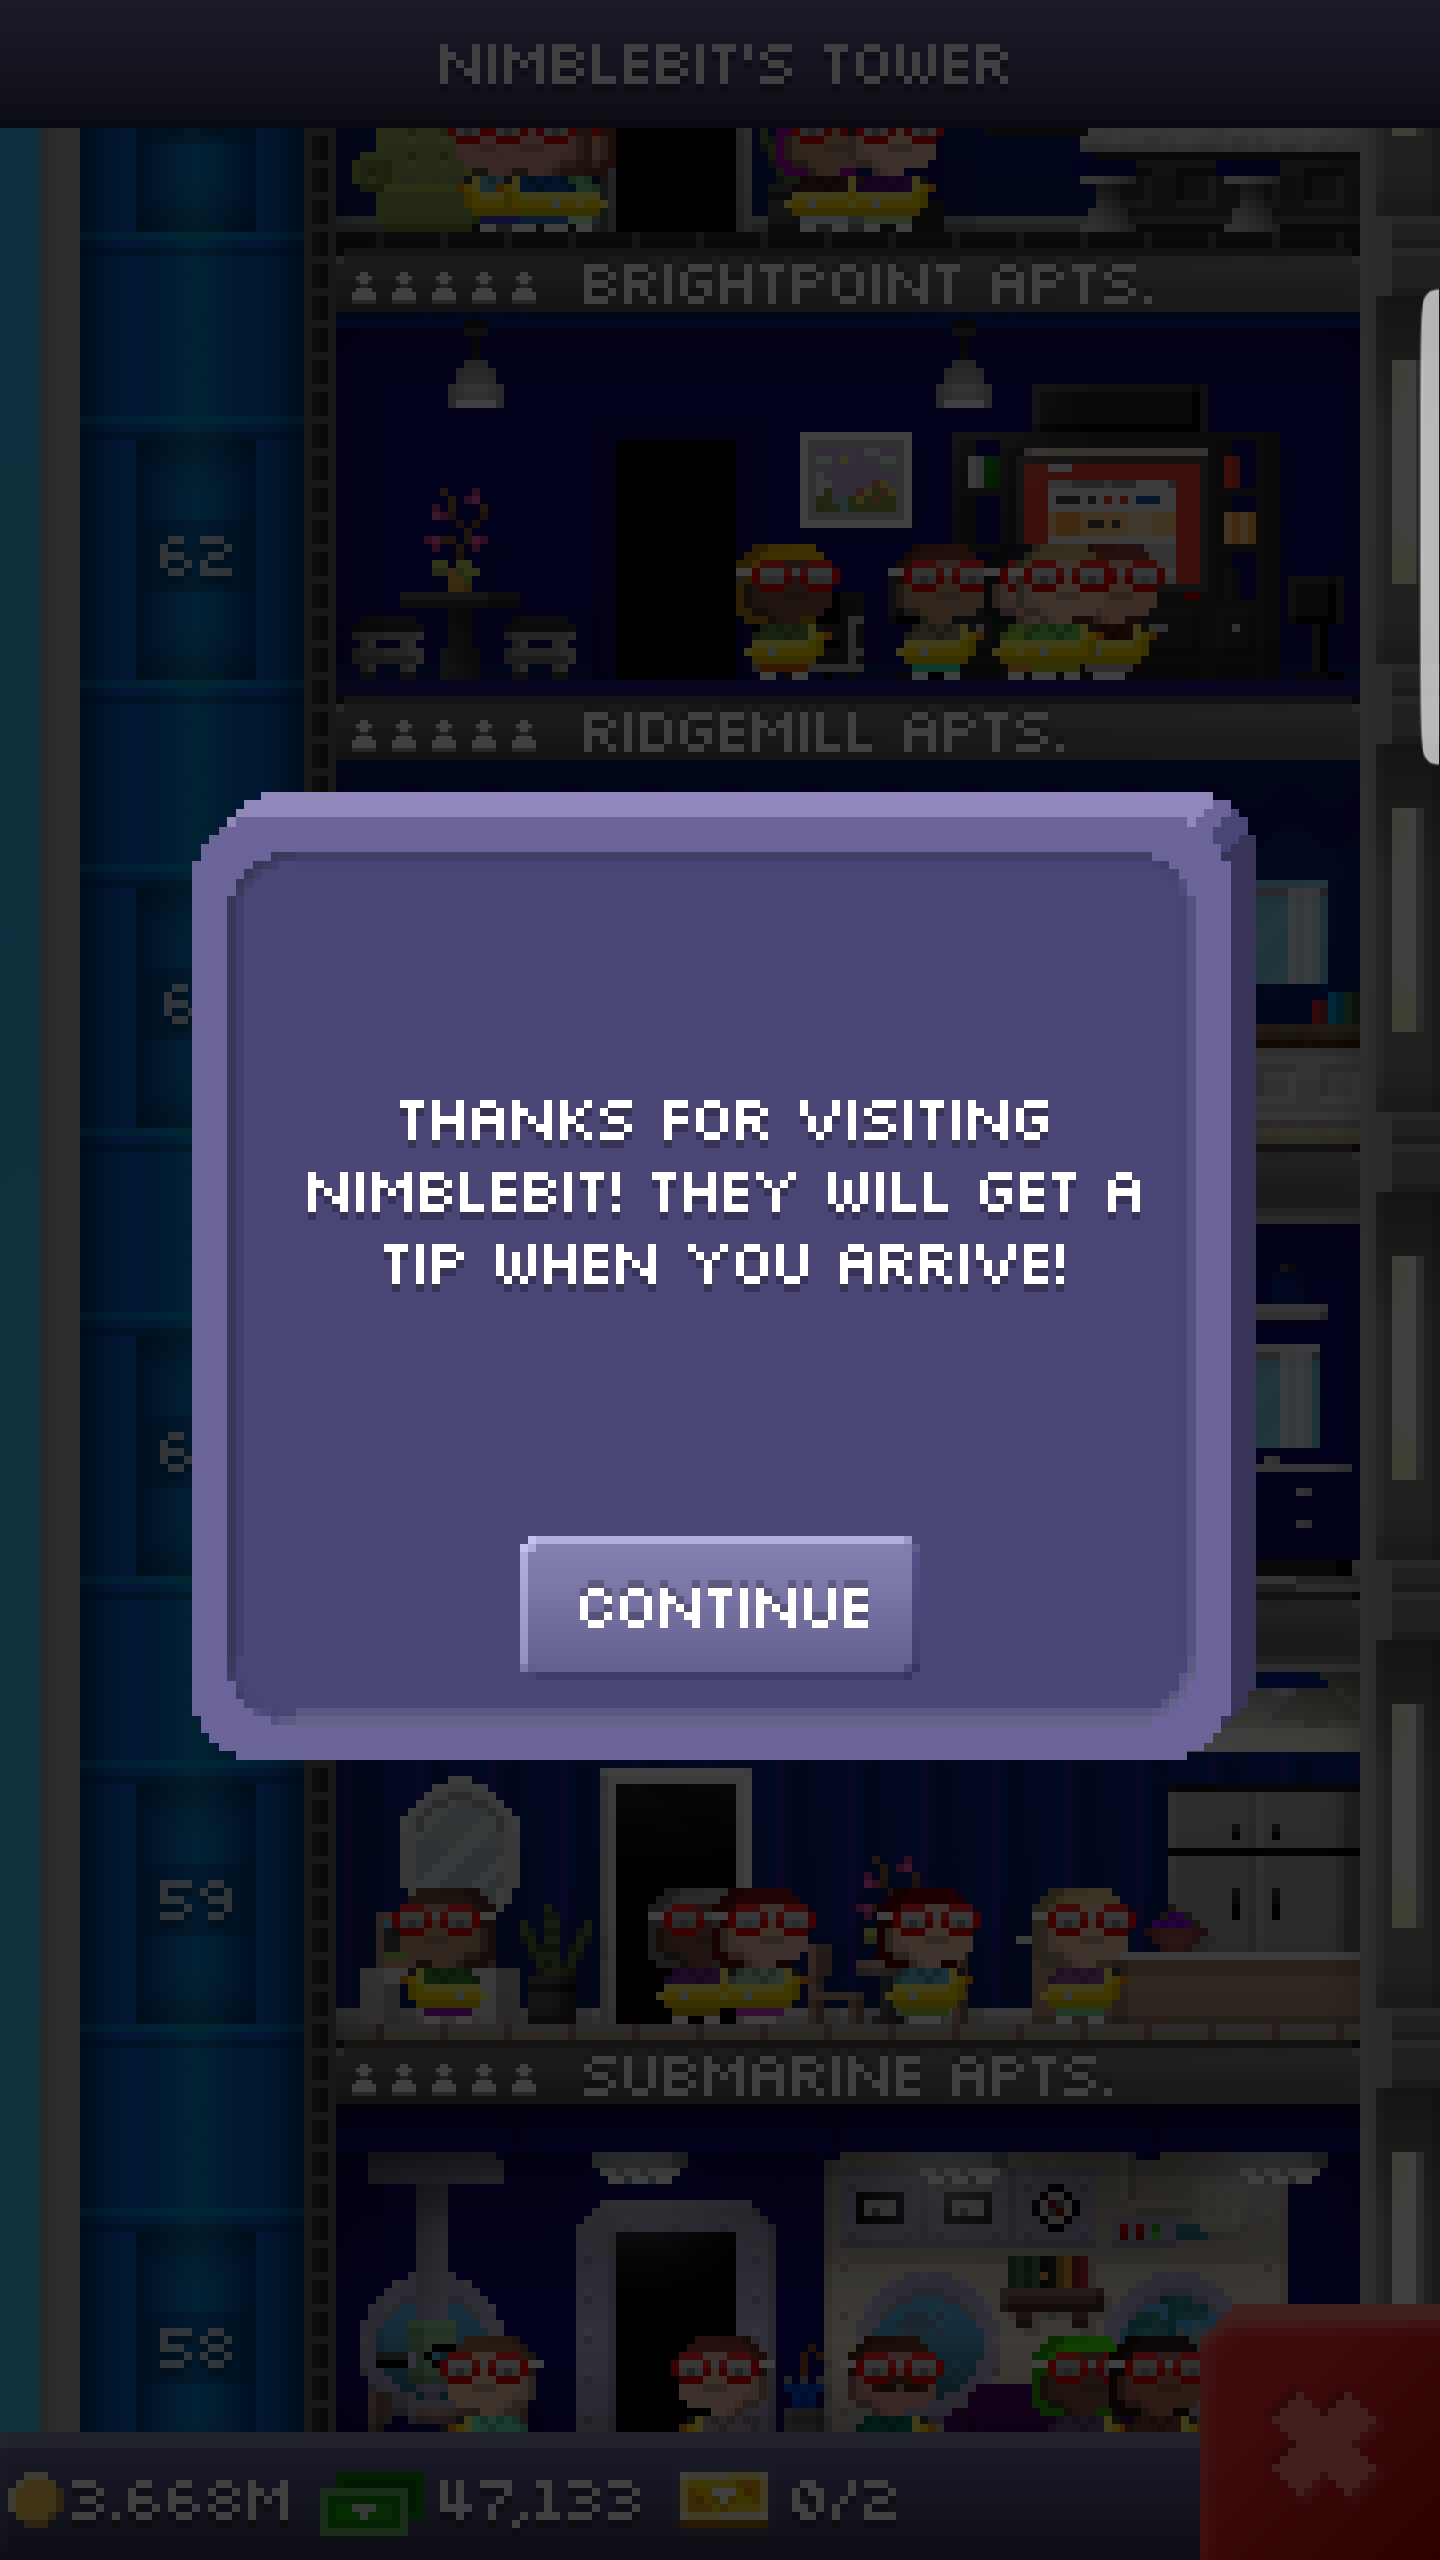 NIMBLEBIT'S TOWER
BRIGHTPOINT APTS.
62
RIDGEMILL APTS.
THANKS FOR VISITING
NIMBLEBIT! THEY WILL GET A
TIP WHEN YOU ARRIVE!
CONTINUE
59
SUBMARINE APTS.
58
3.668M 47,133 0/2